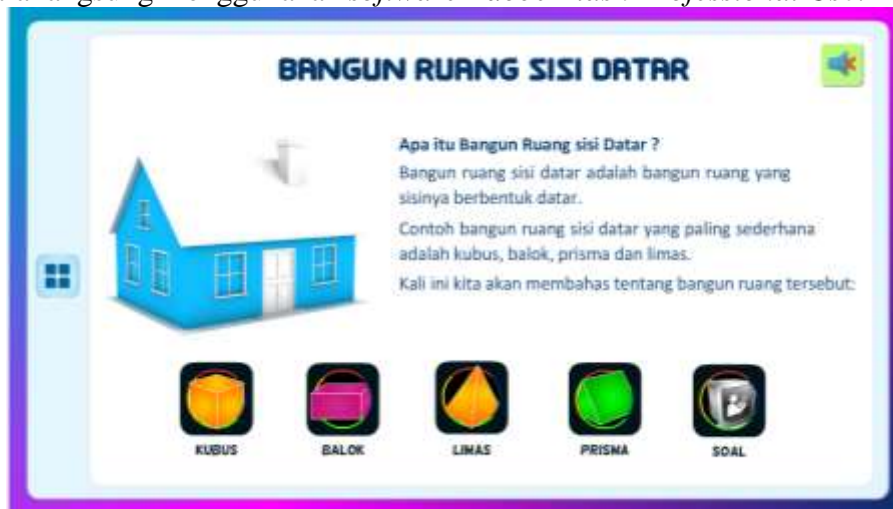 BANGUN RUANG SISI DATAR
Apa itu Bangun Ruang sisi Datar ?
Bangun ruang sisi datar adalah bangun ruang yang
sisinya berbentuk datar.
Contoh bangun ruang sisi datar yang paling sederhana
adalah kubus, balok, prisma dan limas.
Kali ini kita akan membahas tentang bangun ruang tersebut:
KUBUS
BALOK
LIMAS
PRISMA
SOAL